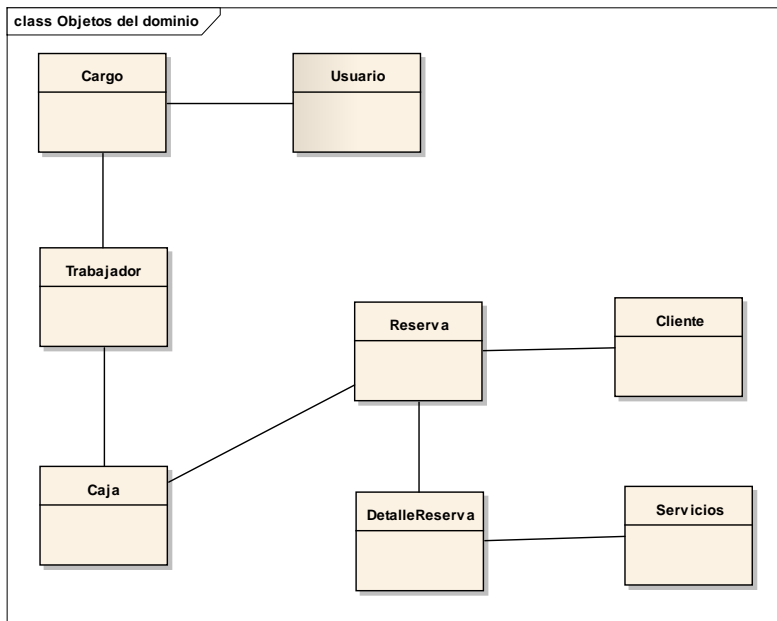 class Objetos del dominio
Cargo
Usuario
Trabajador
Reserva
Cliente
Caja
DetalleReserva
Servicios